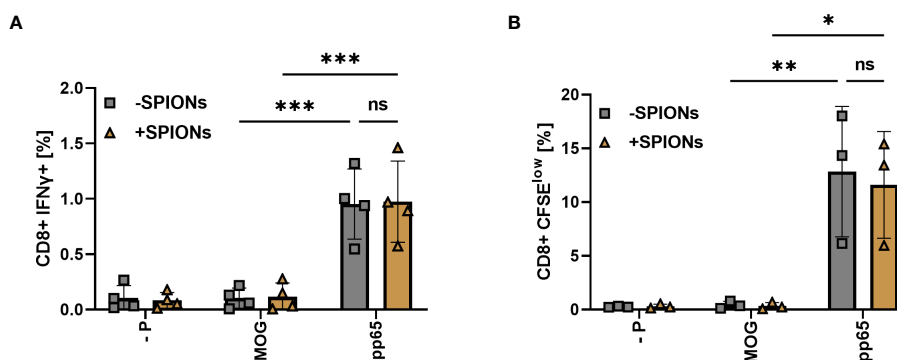 A
CD8+ IFNγ+ [%]
2.0
1.5
1.0
0.5
0.0
-SPIONs
+SPIONs
***
***
ns
- P
MOG
pp65
B
CD8+ CFSElow [%]
20
15
10
5
0
-SPIONs
+SPIONs
*
**
ns
- P
MOG
pp65